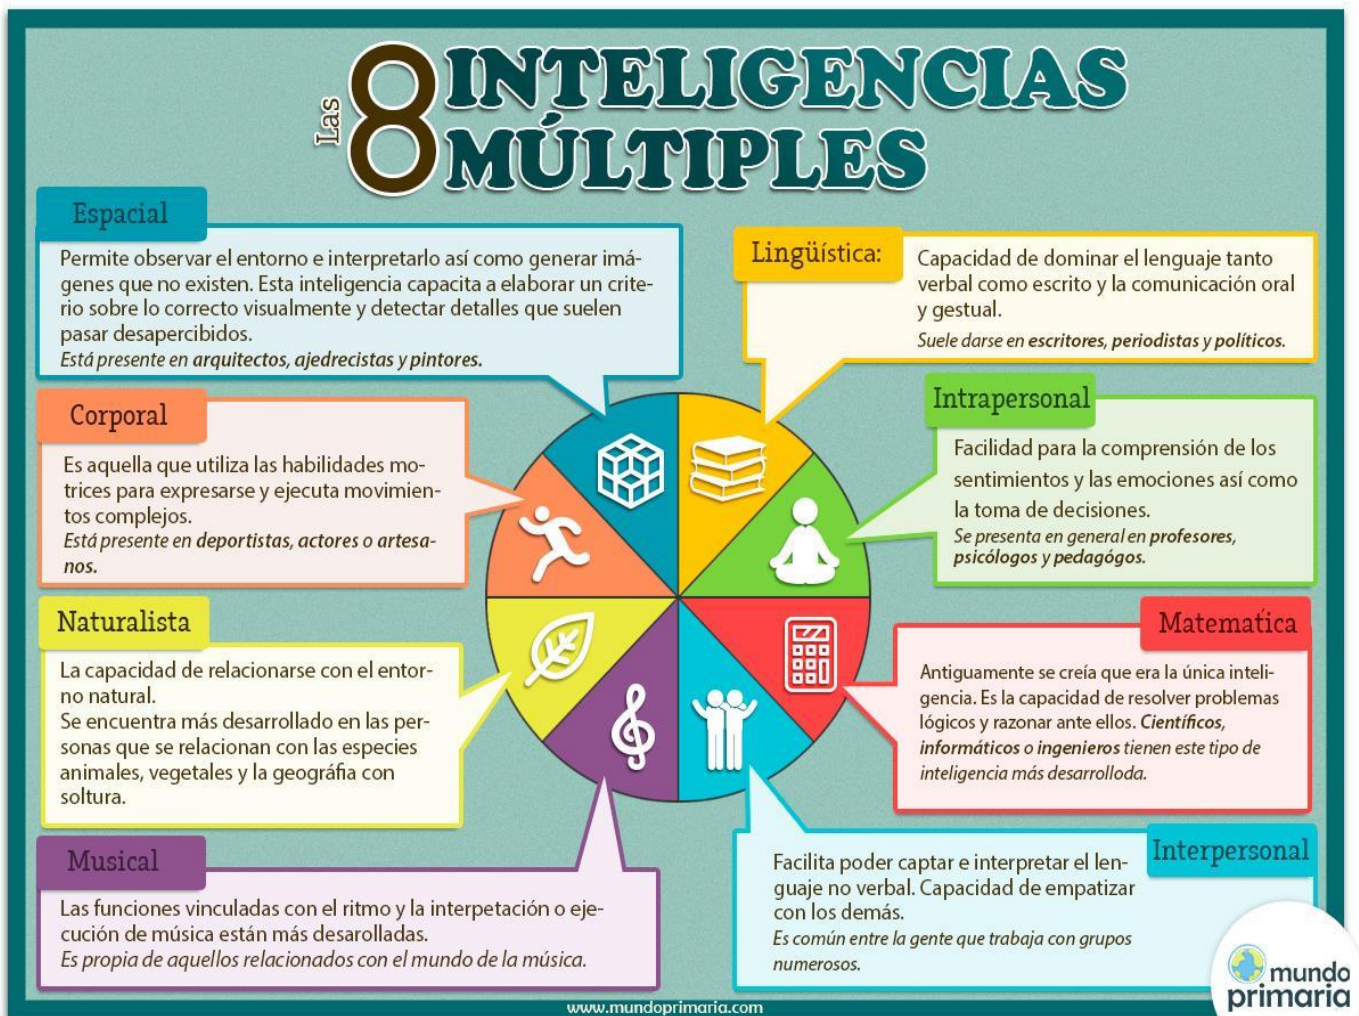 Las 8 INTELIGENCIAS
MÚLTIPLES
Espacial
Permite observar el entorno e interpretarlo así como generar imá-
genes que no existen. Esta inteligencia capacita a elaborar un crite-
rio sobre lo correcto visualmente y detectar detalles que suelen
pasar desapercibidos.
Está presente en arquitectos, ajedrecistas y pintores.
Lingüística:
Capacidad de dominar el lenguaje tanto
verbal como escrito y la comunicación oral
y gestual.
Suele darse en escritores, periodistas y políticos.
Corporal
Es aquella que utiliza las habilidades mo-
trices para expresarse y ejecuta movimien-
tos complejos.
Está presente en deportistas, actores o artesa-
nos.
Intrapersonal
Facilidad para la comprensión de los
sentimientos y las emociones así como
la toma de decisiones.
Se presenta en general en profesores,
psicólogos y pedagógos.
Naturalista
La capacidad de relacionarse con el entor-
no natural.
Se encuentra más desarrollado en las per-
sonas que se relacionan con las especies
animales, vegetales y la geográfia con
soltura.
Matematíca
Antiguamente se creía que era la única inteli-
gencia. Es la capacidad de resolver problemas
lógicos y razonar ante ellos. Científicos,
informáticos o ingenieros tienen este tipo de
inteligencia más desarrolloda.
Musical
Las funciones vinculadas con el ritmo y la interpetación o eje-
cución de música están más desarolladas.
Es propia de aquellos relacionados con el mundo de la música.
Interpersonal
Facilita poder captar e interpretar el len-
guaje no verbal. Capacidad de empatizar
con los demás.
Es común entre la gente que trabaja con grupos
numerosos.
mundo
primaria
www.mundoprimaria.com